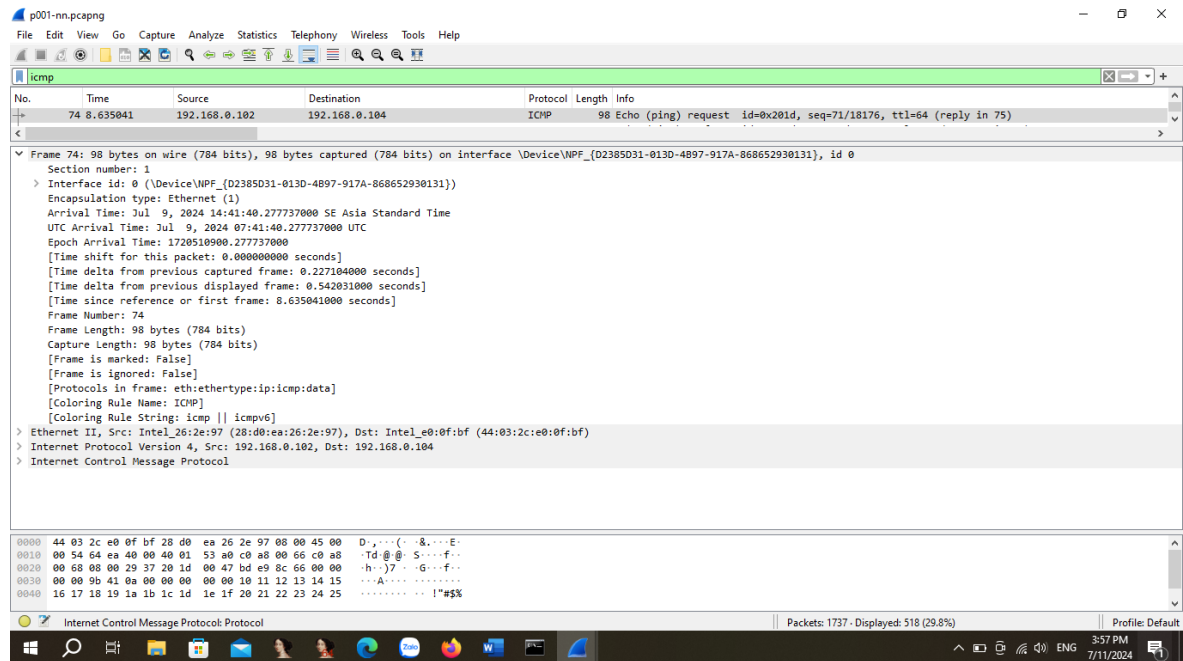 p001-nn.pcapng
File Edit View Go Capture Analyze Statistics Telephony Wireless Tools Help
icmp
No. Time Source Destination Protocol Length Info
74 8.635041 192.168.0.102 192.168.0.104 ICMP 98 Echo (ping) request id=0x201d, seq=71/18176, ttl=64 (reply in 75)
Frame 74: 98 bytes on wire (784 bits), 98 bytes captured (784 bits) on interface \Device\NPF_{D2385D31-013D-4B97-917A-868652930131}, id 0
Section number: 1
Interface id: 0 (\Device\NPF_{D2385D31-013D-4B97-917A-868652930131})
Encapsulation type: Ethernet (1)
Arrival Time: Jul  9, 2024 14:41:40.277737000 SE Asia Standard Time
UTC Arrival Time: Jul  9, 2024 07:41:40.277737000 UTC
Epoch Arrival Time: 1720510900.277737000
[Time shift for this packet: 0.000000000 seconds]
[Time delta from previous captured frame: 0.227104000 seconds]
[Time delta from previous displayed frame: 0.542031000 seconds]
[Time since reference or first frame: 8.635041000 seconds]
Frame Number: 74
Frame Length: 98 bytes (784 bits)
Capture Length: 98 bytes (784 bits)
[Frame is marked: False]
[Frame is ignored: False]
[Protocols in frame: eth:ethertype:ip:icmp:data]
[Coloring Rule Name: ICMP]
[Coloring Rule String: icmp || icmpv6]
Ethernet II, Src: Intel_26:2e:97 (28:d0:ea:26:2e:97), Dst: Intel_e0:0f:bf (44:03:2c:e0:0f:bf)
Internet Protocol Version 4, Src: 192.168.0.102, Dst: 192.168.0.104
Internet Control Message Protocol
0000 44 03 2c e0 0f bf 28 d0 ea 26 2e 97 08 00 45 00 D·,···(· ·&.···E·
0010 00 54 64 ea 40 00 40 01 53 a0 c0 a8 00 66 c0 a8 ·Td·@·@· S····f··
0020 00 68 08 00 29 37 20 1d 00 47 bd e9 8c 66 00 00 ·h··)7 · ·G···f··
0030 00 00 9b 41 0a 00 00 00 00 00 10 11 12 13 14 15 ···A···· ········
0040 16 17 18 19 1a 1b 1c 1d 1e 1f 20 21 22 23 24 25 ········ ·· !"#$%
Internet Control Message Protocol: Protocol Packets: 1737 · Displayed: 518 (29.8%) Profile: Default
Zalo W ENG 3:57 PM
7/11/2024 1